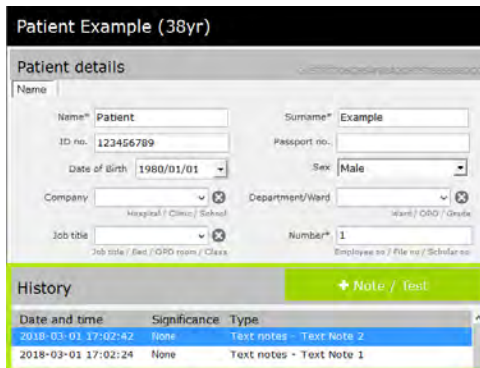 Patient Example (38yr)
Patient details
Name
Name* Patient Surname* Example
ID no. 123456789 Passport no.
Date of Birth 1980/01/01 Sex Male
Company Department/Ward
Hospital / Clinic / School Ward / OPD / Grade
Job title Number* 1
Job title / Bed / OPD room / Class Employee no / File no / Scholar no
History + Note / Test
Date and time Significance Type
2018-03-01 17:02:42 None Text notes - Text Note 2
2018-03-01 17:02:24 None Text notes - Text Note 1